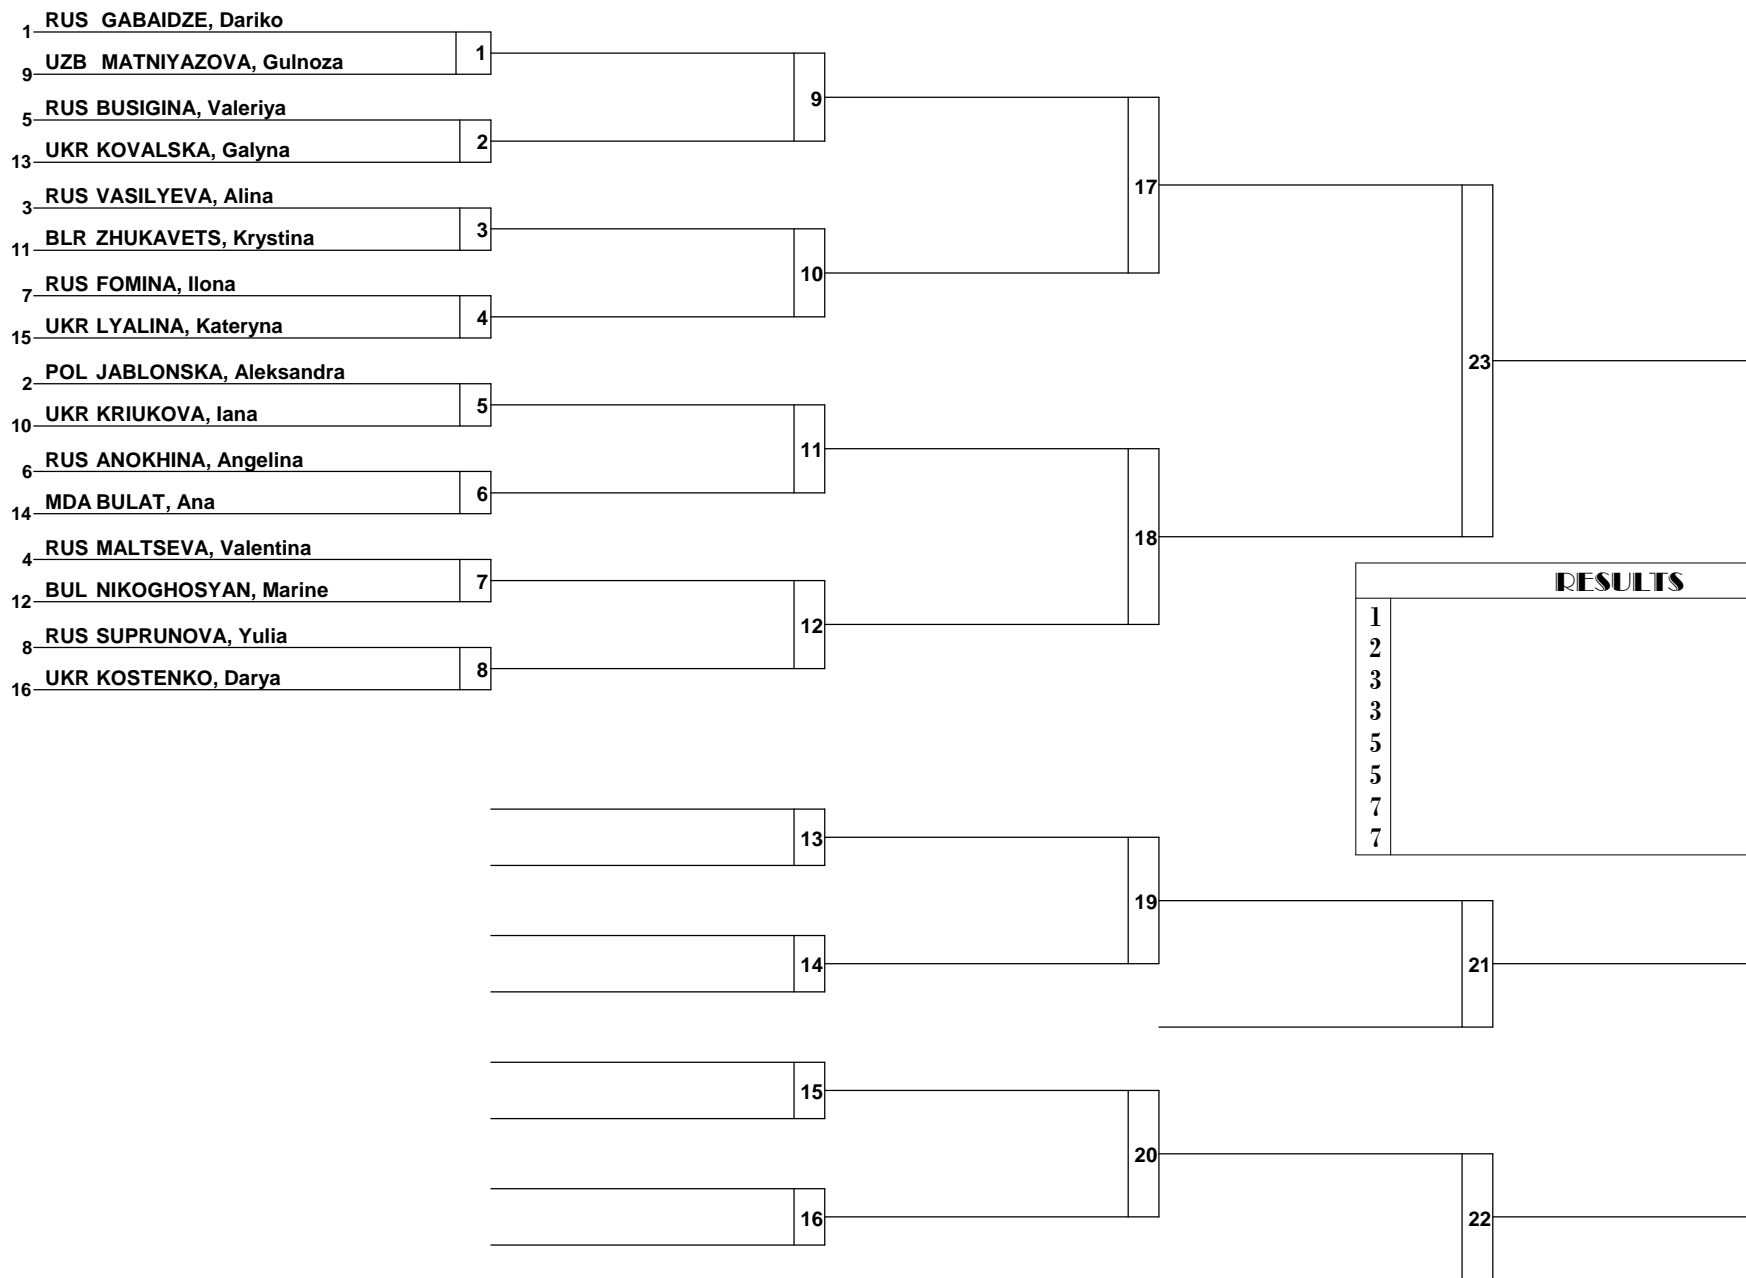 RUS GABAIDZE, Dariko
1
1
UZB MATNIYAZOVA, Gulnoza
9
9
RUS BUSIGINA, Valeriya
5
2
UKR KOVALSKA, Galyna
13
17
RUS VASILYEVA, Alina
3
3
BLR ZHUKAVETS, Krystina
11
10
RUS FOMINA, Ilona
7
4
UKR LYALINA, Kateryna
15
23
POL JABLONSKA, Aleksandra
2
5
UKR KRIUKOVA, Iana
10
11
RUS ANOKHINA, Angelina
6
6
MDA BULAT, Ana
14
18
RUS MALTSEVA, Valentina
4
7
BUL NIKOGHOSYAN, Marine
12
12
RUS SUPRUNOVA, Yulia
8
8
UKR KOSTENKO, Darya
16
RESULTS
1
2
3
3
5
5
7
7
13
19
14
21
15
20
16
22